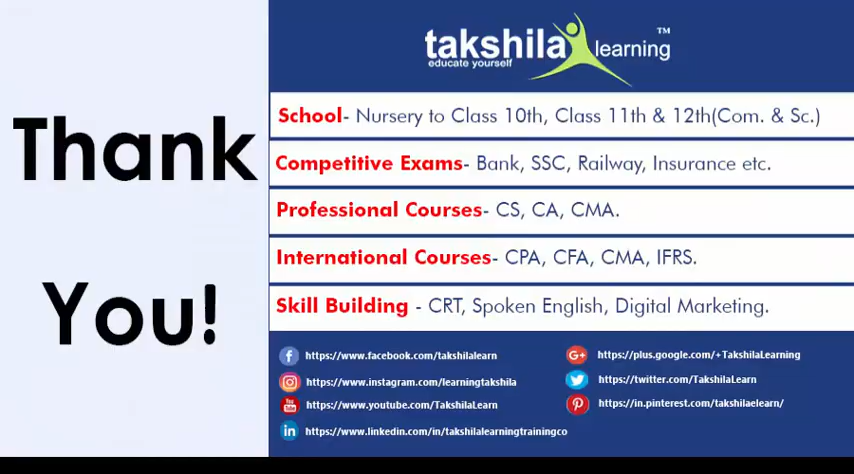 Thank
You!
takshila learning ™
educate yourself
School- Nursery to Class 10th, Class 11th & 12th(Com. & Sc.)
Competitive Exams- Bank, SSC, Railway, Insurance etc.
Professional Courses- CS, CA, CMA.
International Courses- CPA, CFA, CMA, IFRS.
Skill Building - CRT, Spoken English, Digital Marketing.
https://www.facebook.com/takshilalearn
https://www.instagram.com/learningtakshila
https://www.youtube.com/TakshilaLearn
https://www.linkedin.com/in/takshilalearningtrainingco
https://plus.google.com/+TakshilaLearning
https://twitter.com/TakshilaLearn
https://in.pinterest.com/takshilaelearn/